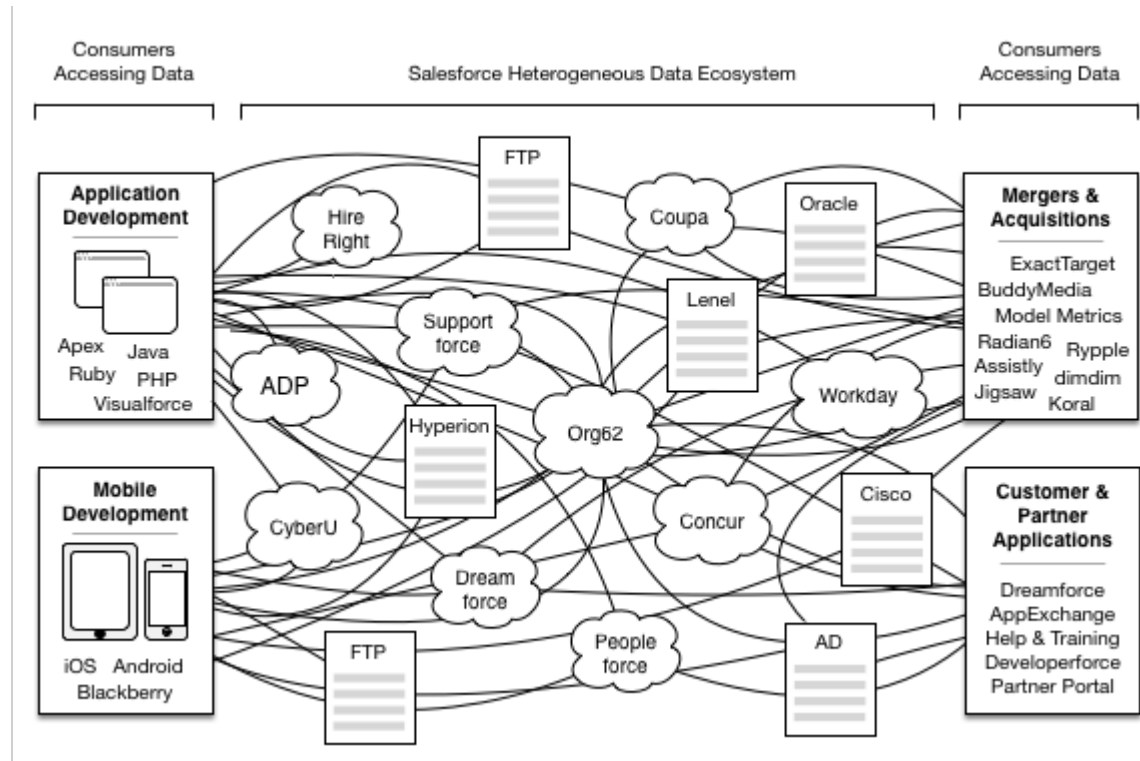 Consumers
Accessing Data
Salesforce Heterogeneous Data Ecosystem
Consumers
Accessing Data
Application
Development
Apex
Java
Ruby
PHP
Visualforce
Mobile
Development
iOS Android
Blackberry
FTP
Hire
Right
Coupa
Oracle
Support
force
Lenel
ADP
Workday
Hyperion
Org62
CyberU
Concur
Cisco
Dream
force
FTP
People
force
AD
Mergers &
Acquisitions
ExactTarget
BuddyMedia
Model Metrics
Radian6
Rypple
Assistly
dimdim
Jigsaw
Koral
Customer &
Partner
Applications
Dreamforce
AppExchange
Help & Training
Developerforce
Partner Portal